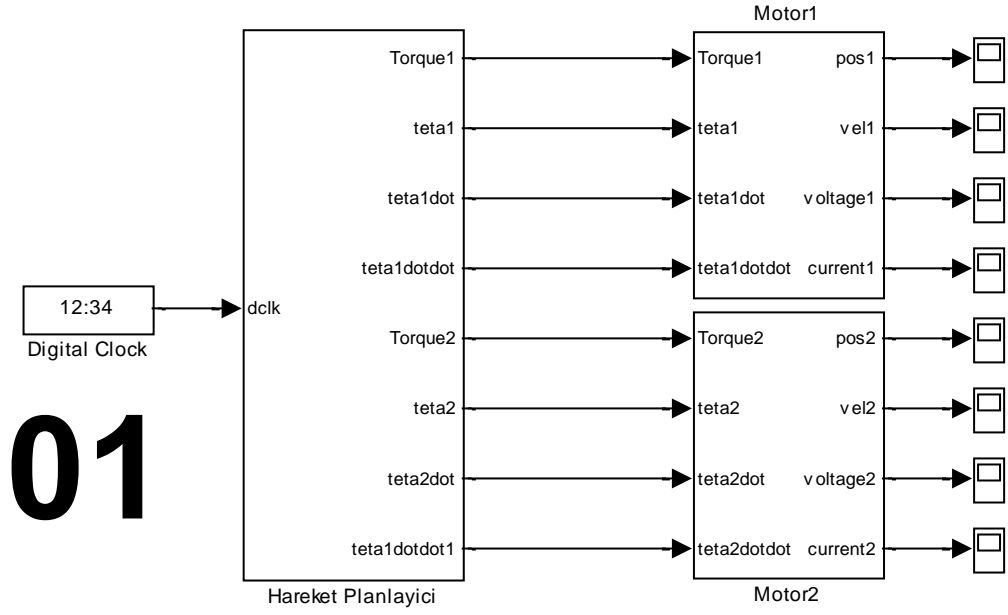 Motor1
Torque1
teta1
teta1dot
teta1dotdot
Torque2
teta2
teta2dot
teta1dotdot1
dclk
Hareket Planlayici
12:34
Digital Clock
01
Torque1
teta1
teta1dot
teta1dotdot
pos1
vel1
voltage1
current1
Torque2
teta2
teta2dot
teta2dotdot
pos2
vel2
voltage2
current2
Motor2